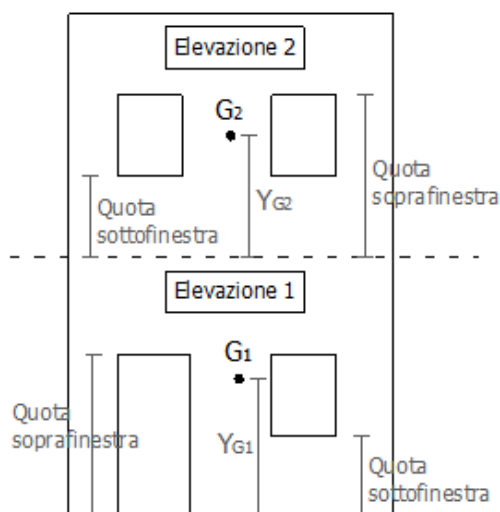 Elevazione 2
G2
Quota
soprafinestra
YG2
Quota
sottofinestra
Elevazione 1
G1
Quota
soprafinestra
YG1
Quota
sottofinestra